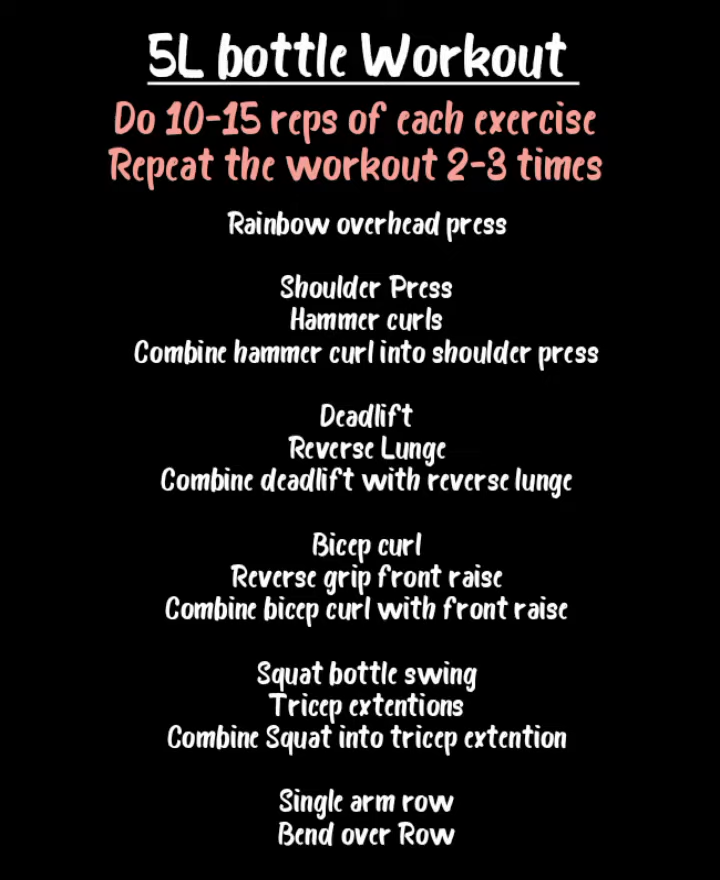 5L bottle Workout
Do 10-15 reps of each exercise
Repeat the workout 2-3 times
Rainbow overhead press
Shoulder Press
Hammer curls
Combine hammer curl into shoulder press
Deadlift
Reverse Lunge
Combine deadlift with reverse lunge
Bicep curl
Reverse grip front raise
Combine bicep curl with front raise
Squat bottle swing
Tricep extentions
Combine Squat into tricep extention
Single arm row
Bend over Row